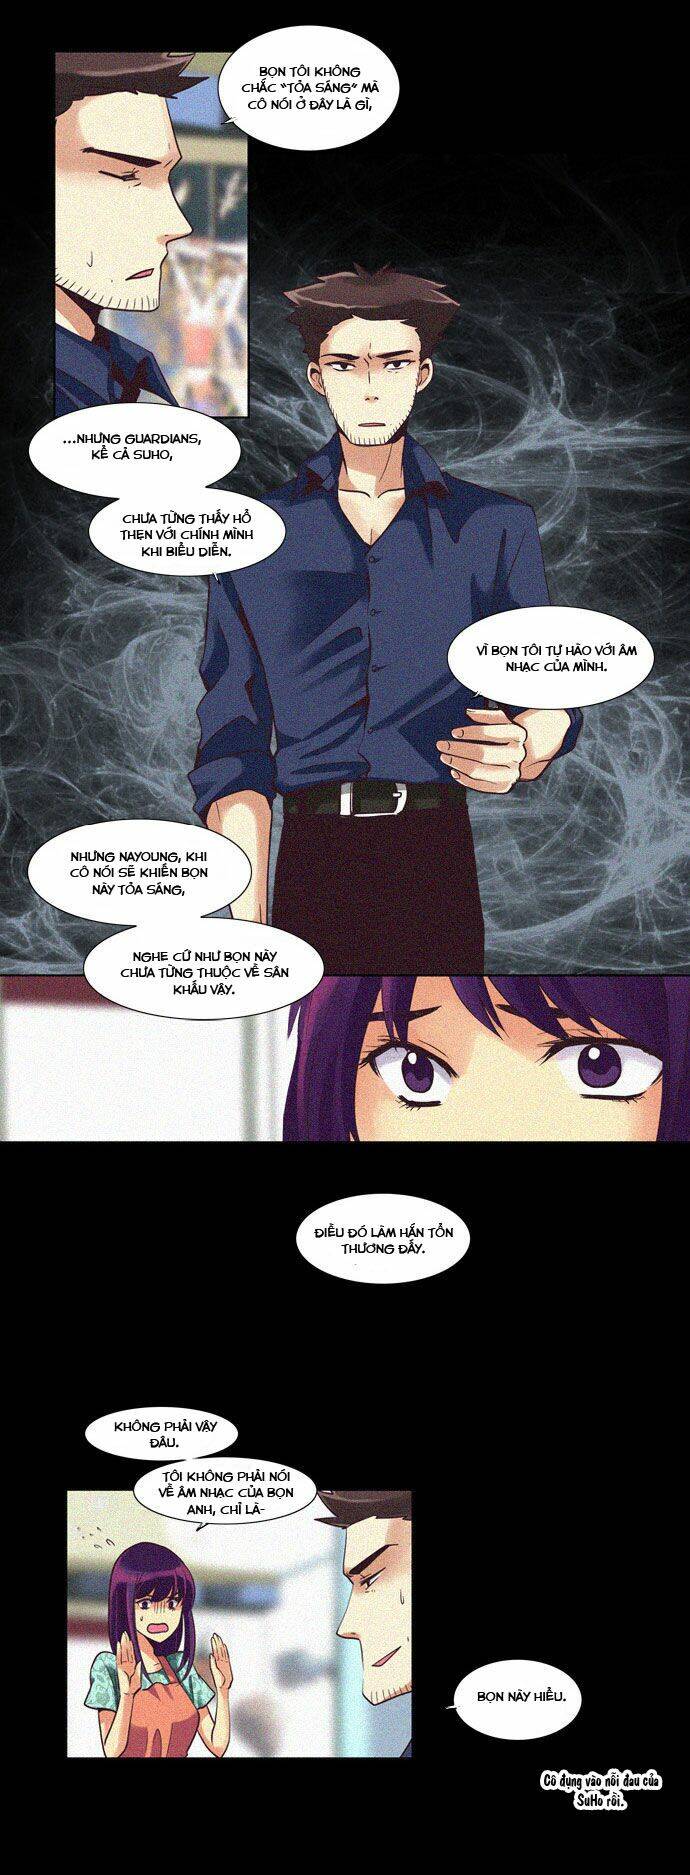 BỌN TÔI KHÔNG
CHẮC "TỎA SÁNG" MÀ
CÔ NÓI Ở ĐÂY LÀ GÌ,
...NHƯNG GUARDIANS,
KỂ CẢ SUHO,
CHƯA TỪNG THẤY HỔ
THẸN VỚI CHÍNH MÌNH
KHI BIỂU DIỄN.
VÌ BỌN TÔI TỰ HÀO VỚI ÂM
NHẠC CỦA MÌNH.
NHƯNG NAYOUNG, KHI
CÔ NÓI SẼ KHIẾN BỌN
NÀY TỎA SÁNG,
NGHE CỨ NHƯ BỌN NÀY
CHƯA TỪNG THUỘC VỀ SÂN
KHẤU VẬY.
ĐIỀU ĐÓ LÀM HẮN TỔN
THƯƠNG ĐẤY.
KHÔNG PHẢI VẬY
ĐÂU.
TÔI KHÔNG PHẢI NÓI
VỀ ÂM NHẠC CỦA BỌN
ANH, CHỈ LÀ-
BỌN NÀY HIỂU.
Cô đụng vào nỗi đau của
SuHo rồi.